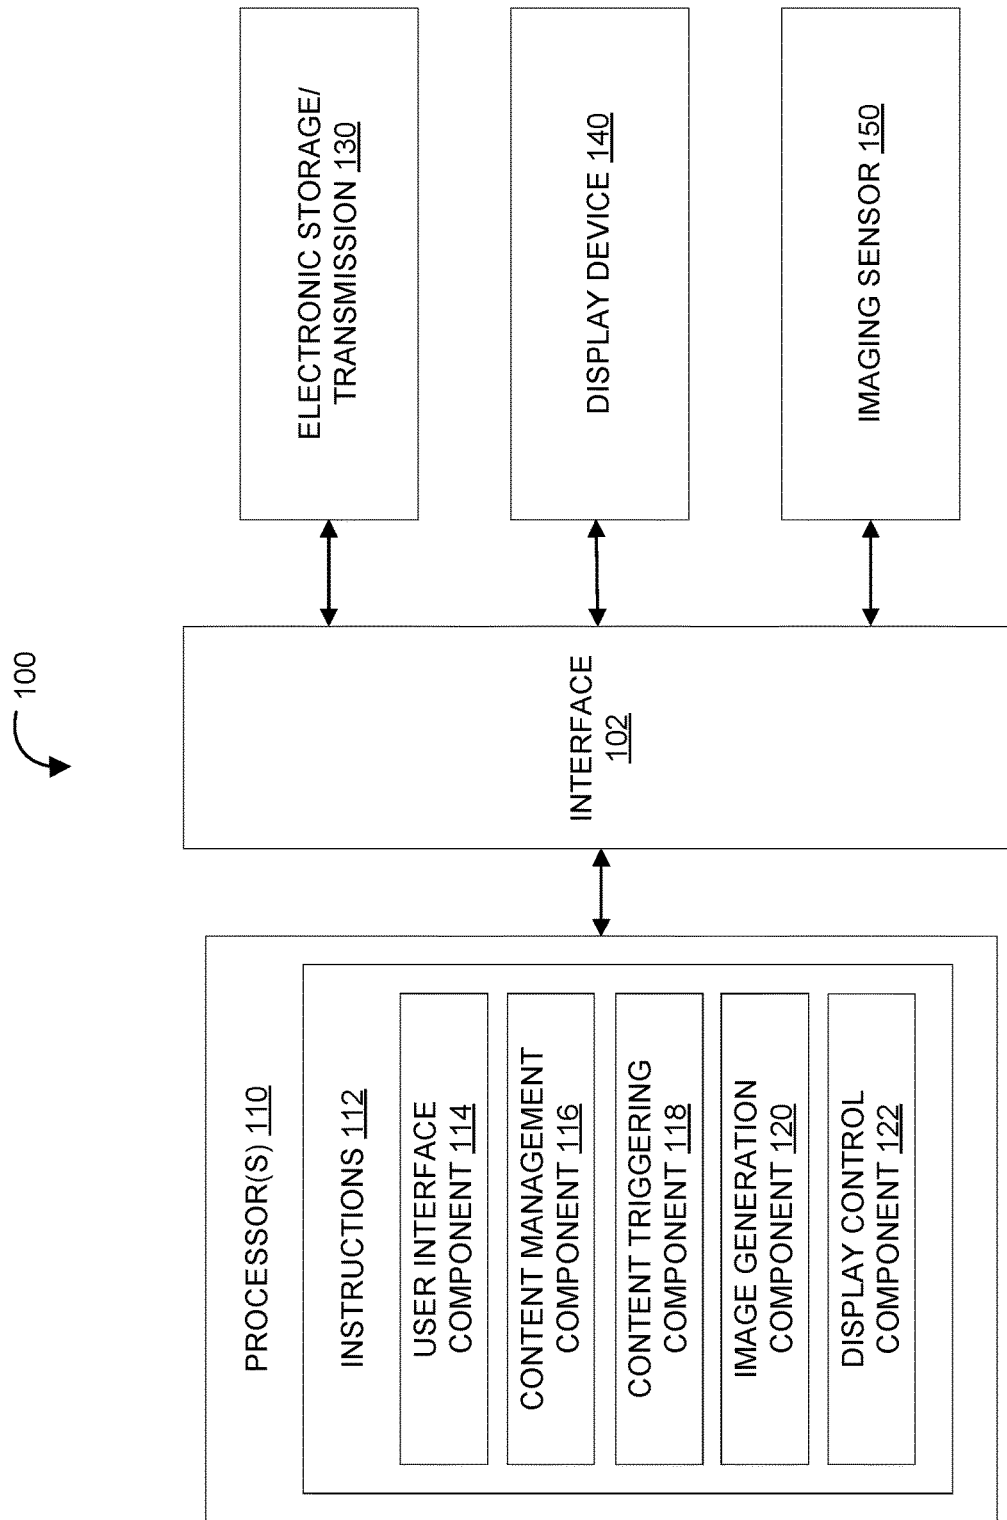 100
PROCESSOR(S) 110
INSTRUCTIONS 112
USER INTERFACE
COMPONENT 114
CONTENT MANAGEMENT
COMPONENT 116
CONTENT TRIGGERING
COMPONENT 118
IMAGE GENERATION
COMPONENT 120
DISPLAY CONTROL
COMPONENT 122
INTERFACE
102
ELECTRONIC STORAGE/
TRANSMISSION 130
DISPLAY DEVICE 140
IMAGING SENSOR 150